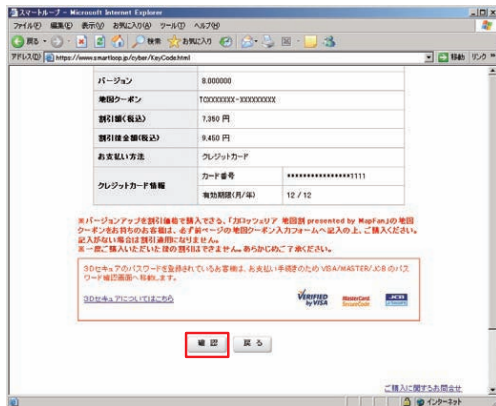 スマートループ - Microsoft Internet Explorer
ファイル(F) 編集(E) 表示(V) お気に入り(A) ツール(T) ヘルプ(H)
戻る 検索 お気に入り
アドレス(D) https://www.smartloop.jp/cyber/KeyCode.html 移動 リンク
バージョン 8.000000
地図クーポン TCXXXXXXX-XXXXXXXXX
割引額(税込) 7,350 円
割引後金額(税込) 9,450 円
お支払い方法 クレジットカード
クレジットカード情報 カード番号 ****************1111
有効期限(月/年) 12 / 12
※バージョンアップを割引価格で購入できる、「カロッツェリア 地図割 presented by MapFan」の地図
クーポンをお持ちのお客様は、必ず前ページの地図クーポン入力フォームへ記入の上、ご購入ください。
記入がない場合は割引適用になりません。
※一度ご購入いただいた後の割引はできません。あらかじめご了承ください。
3Dセキュアのパスワードを登録されているお客様は、お支払い手続きのため VISA/MASTER/JCB のパス
ワード確認画面へ移動します。
3Dセキュアについてはこちら VERIFIED by VISA MasterCard SecureCode JCB
確認 戻る
ご購入に関するお問合せ
インターネット